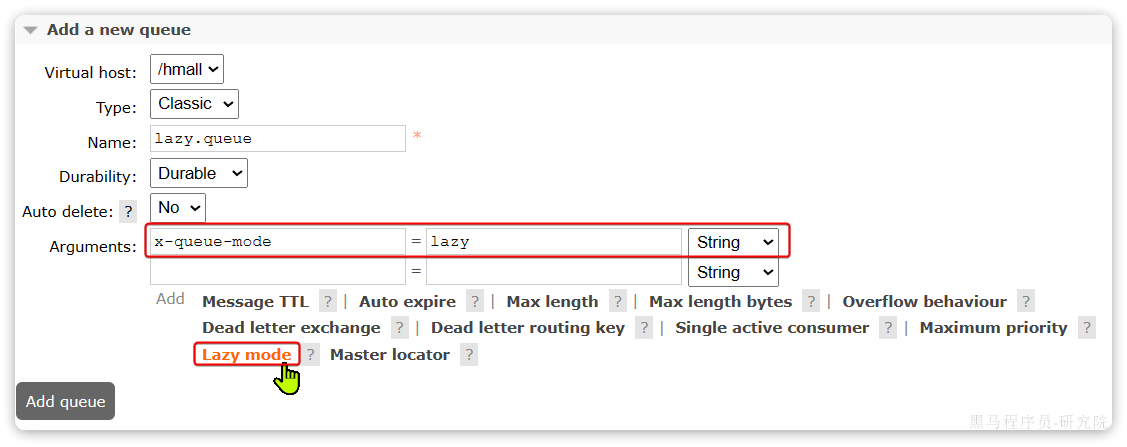 Add a new queue
Virtual host: /hmall
Type: Classic
Name: lazy.queue *
Durability: Durable
Auto delete: ? No
Arguments: x-queue-mode = lazy String
= String
Add Message TTL ? | Auto expire ? | Max length ? | Max length bytes ? | Overflow behaviour ?
Dead letter exchange ? | Dead letter routing key ? | Single active consumer ? | Maximum priority ?
Lazy mode ? Master locator ?
Add queue
黑马程序员-研究院